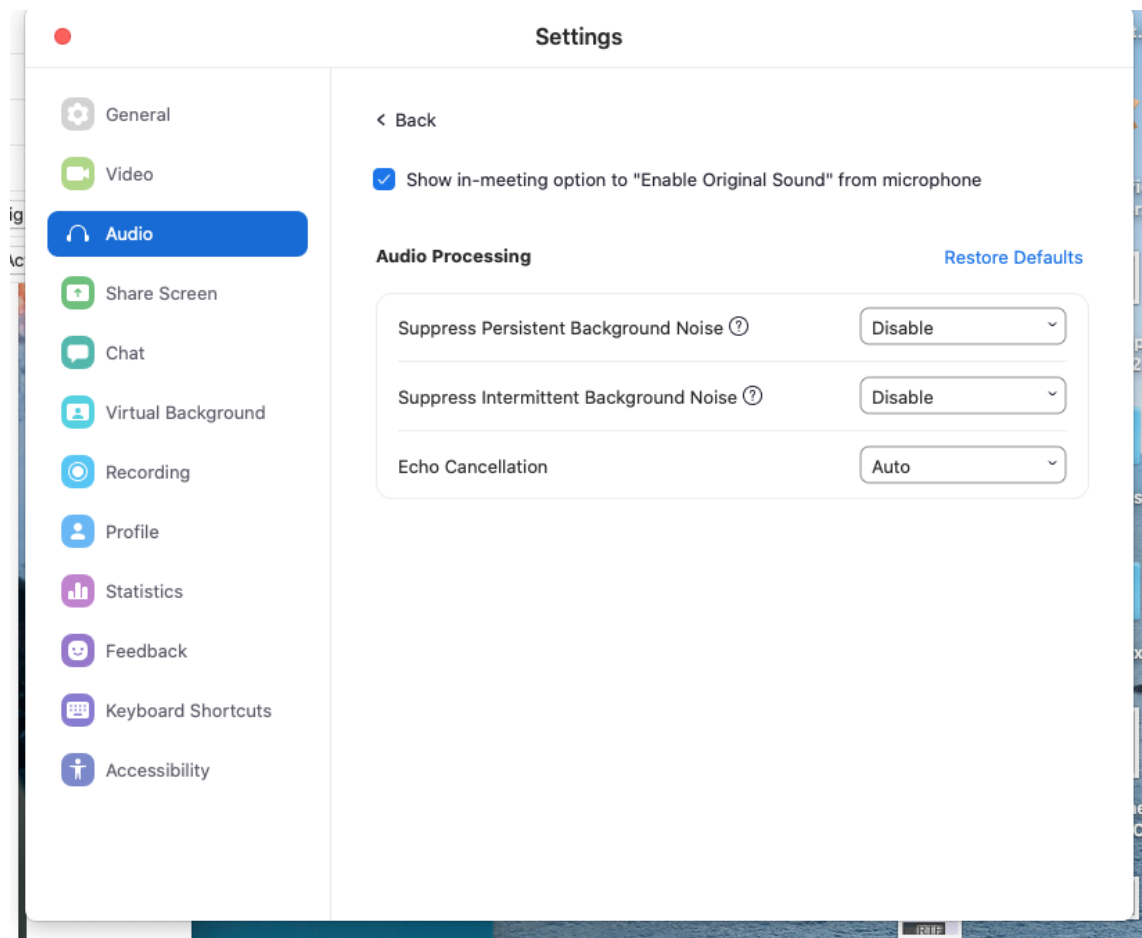 Settings
General
Video
Audio
Share Screen
Chat
Virtual Background
Recording
Profile
Statistics
Feedback
Keyboard Shortcuts
Accessibility
< Back
Show in-meeting option to "Enable Original Sound" from microphone
Audio Processing
Restore Defaults
Suppress Persistent Background Noise ?
Disable
Suppress Intermittent Background Noise ?
Disable
Echo Cancellation
Auto
RTF